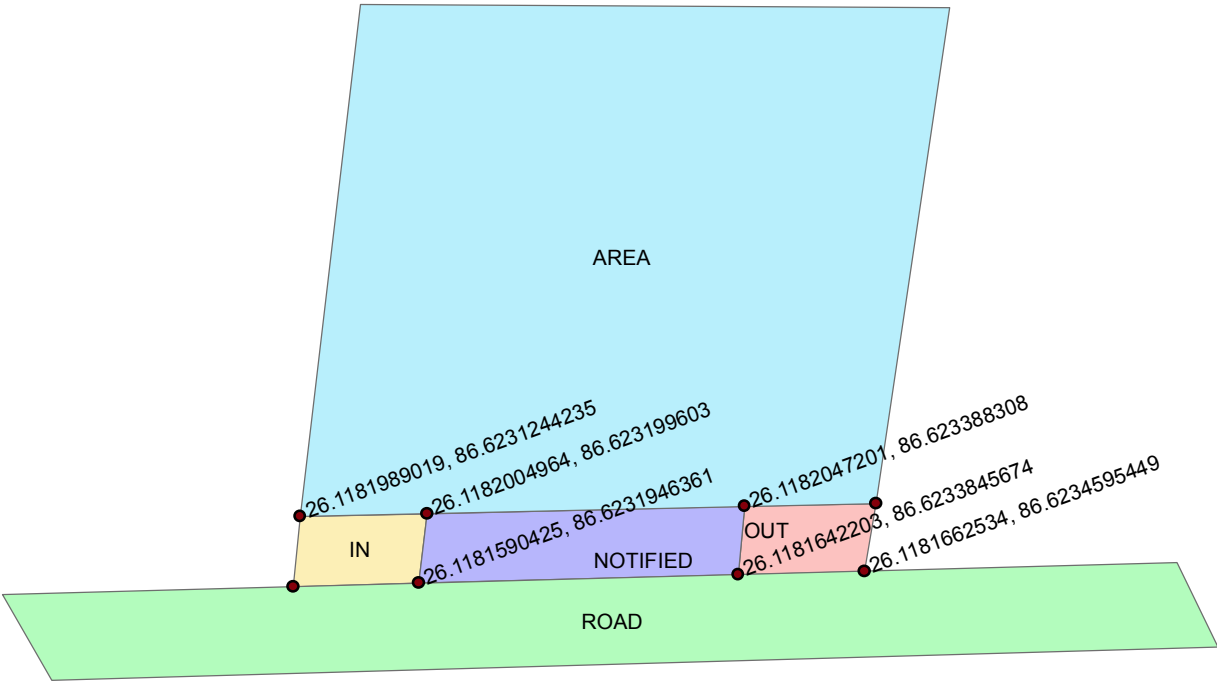 AREA
26.1181989019, 86.6231244235
26.1182004964, 86.623199603
26.1182047201, 86.623388308
IN
26.1181590425, 86.6231946361
NOTIFIED
OUT
26.1181642203, 86.6233845674
26.1181662534, 86.6234595449
ROAD